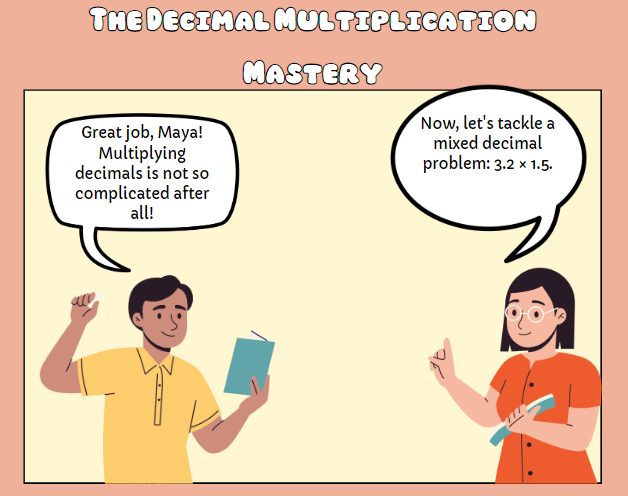 The Decimal Multiplication
Mastery
Great job, Maya!
Multiplying
decimals is not so
complicated after
all!
Now, let's tackle a
mixed decimal
problem: 3.2 × 1.5.